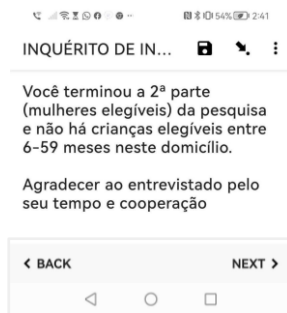 54% 2:41
INQUÉRITO DE IN...
Você terminou a 2ª parte
(mulheres elegíveis) da pesquisa
e não há crianças elegíveis entre
6-59 meses neste domicílio.
Agradecer ao entrevistado pelo
seu tempo e cooperação
< BACK
NEXT >